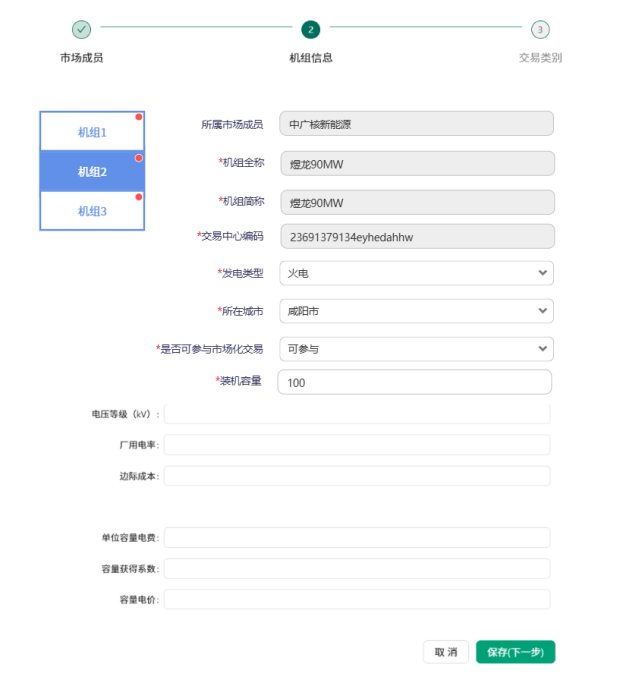 2
3
市场成员
机组信息
交易类别
机组1
机组2
机组3
所属市场成员
中广核新能源
*机组全称
煜龙90MW
*机组简称
煜龙90MW
*交易中心编码
23691379134eyhedahhw
*发电类型
火电
*所在城市
咸阳市
*是否可参与市场化交易
可参与
*装机容量
100
电压等级（kV）:
厂用电率:
边际成本:
单位容量电费:
容量获得系数:
容量电价:
取 消
保存(下一步)